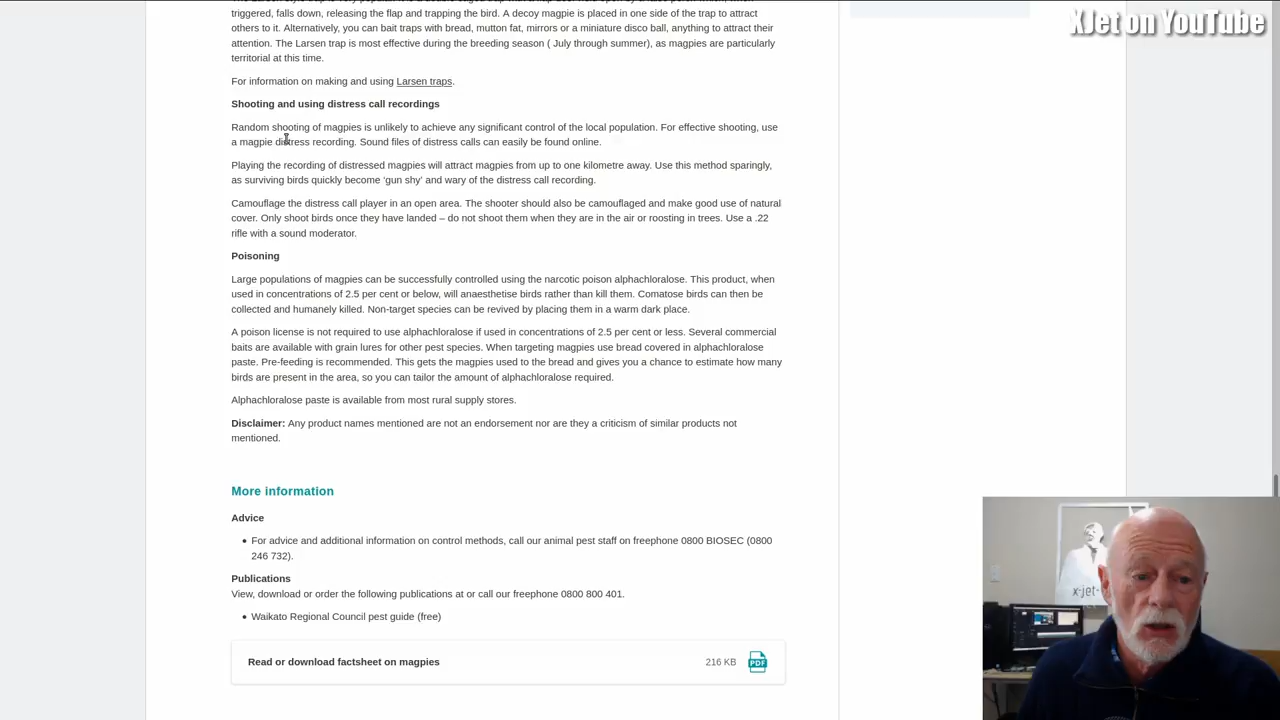 XJet on YouTube
triggered, falls down, releasing the flap and trapping the bird. A decoy magpie is placed in one side of the trap to attract
others to it. Alternatively, you can bait traps with bread, mutton fat, mirrors or a miniature disco ball, anything to attract their
attention. The Larsen trap is most effective during the breeding season ( July through summer), as magpies are particularly
territorial at this time.
For information on making and using Larsen traps.
Shooting and using distress call recordings
Random shooting of magpies is unlikely to achieve any significant control of the local population. For effective shooting, use
a magpie distress recording. Sound files of distress calls can easily be found online.
Playing the recording of distressed magpies will attract magpies from up to one kilometre away. Use this method sparingly,
as surviving birds quickly become ‘gun shy’ and wary of the distress call recording.
Camouflage the distress call player in an open area. The shooter should also be camouflaged and make good use of natural
cover. Only shoot birds once they have landed – do not shoot them when they are in the air or roosting in trees. Use a .22
rifle with a sound moderator.
Poisoning
Large populations of magpies can be successfully controlled using the narcotic poison alphachloralose. This product, when
used in concentrations of 2.5 per cent or below, will anaesthetise birds rather than kill them. Comatose birds can then be
collected and humanely killed. Non-target species can be revived by placing them in a warm dark place.
A poison license is not required to use alphachloralose if used in concentrations of 2.5 per cent or less. Several commercial
baits are available with grain lures for other pest species. When targeting magpies use bread covered in alphachloralose
paste. Pre-feeding is recommended. This gets the magpies used to the bread and gives you a chance to estimate how many
birds are present in the area, so you can tailor the amount of alphachloralose required.
Alphachloralose paste is available from most rural supply stores.
Disclaimer: Any product names mentioned are not an endorsement nor are they a criticism of similar products not
mentioned.
More information
Advice
• For advice and additional information on control methods, call our animal pest staff on freephone 0800 BIOSEC (0800
246 732).
Publications
View, download or order the following publications at or call our freephone 0800 800 401.
• Waikato Regional Council pest guide (free)
Read or download factsheet on magpies 216 KB PDF
x-jet